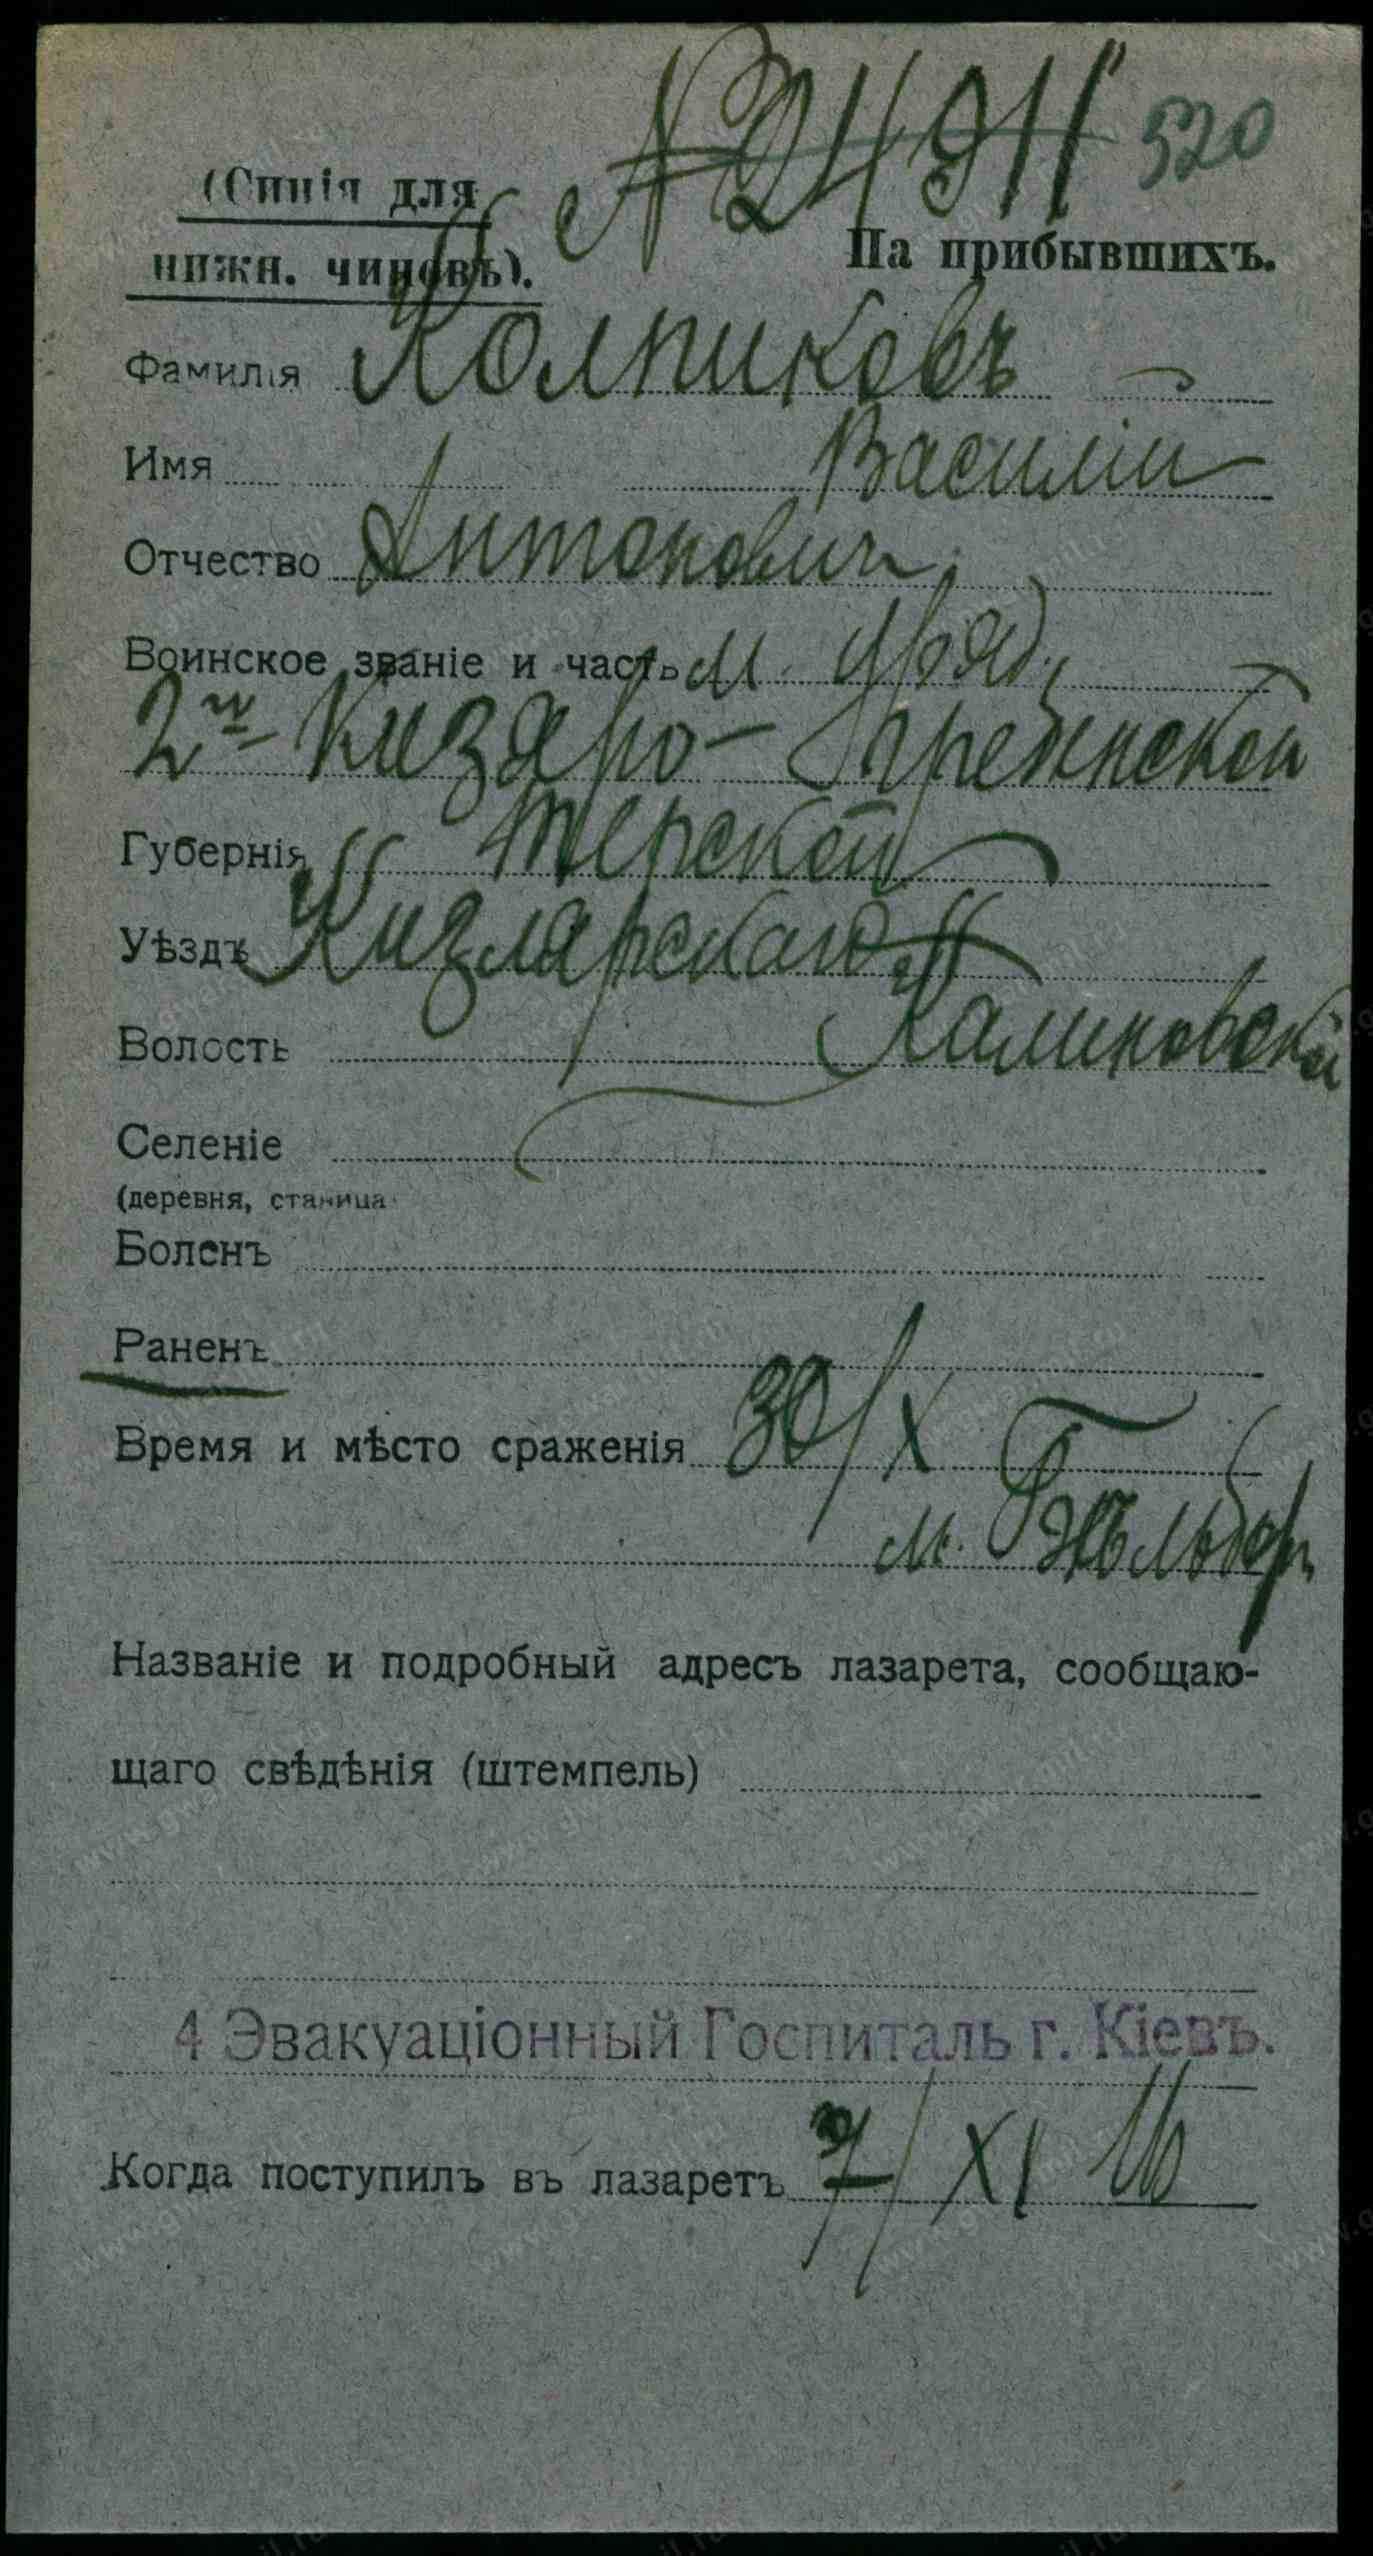 № 24911 520
(Синія для
нижн. чиновъ).
На прибывшихъ.
Фамилія Колпиковъ
Имя Василій
Отчество Антонович
Воинское званіе и часть м. уряд.
2й Кизляро-Гребенской
Губернія Терской
Уѣздъ Кизлярскаго
Волость Калиновской
Селеніе
(деревня, станица
Боленъ
Раненъ
Время и мѣсто сраженія 30/X
м.
Названіе и подробный адресъ лазарета, сообщаю-
щаго свѣдѣнія (штемпель)
4 Эвакуаціонный Госпиталь г. Кіевъ.
Когда поступилъ въ лазаретъ 7/XI 16